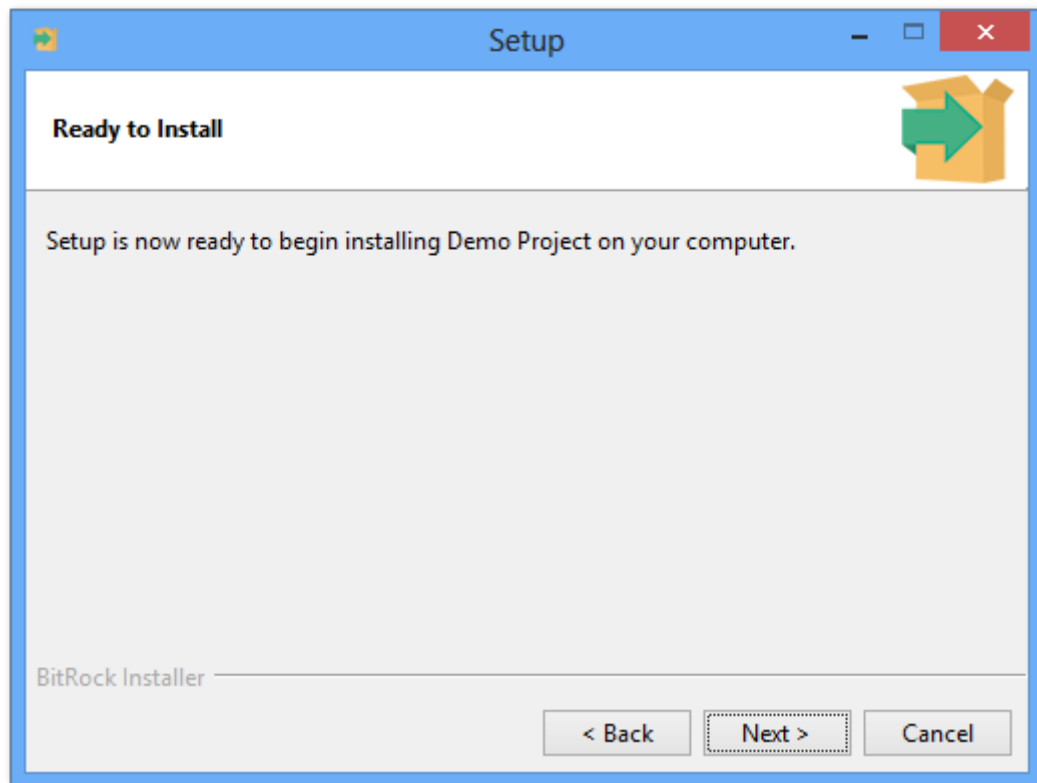 Setup
Ready to Install
Setup is now ready to begin installing Demo Project on your computer.
BitRock Installer
< Back
Next >
Cancel